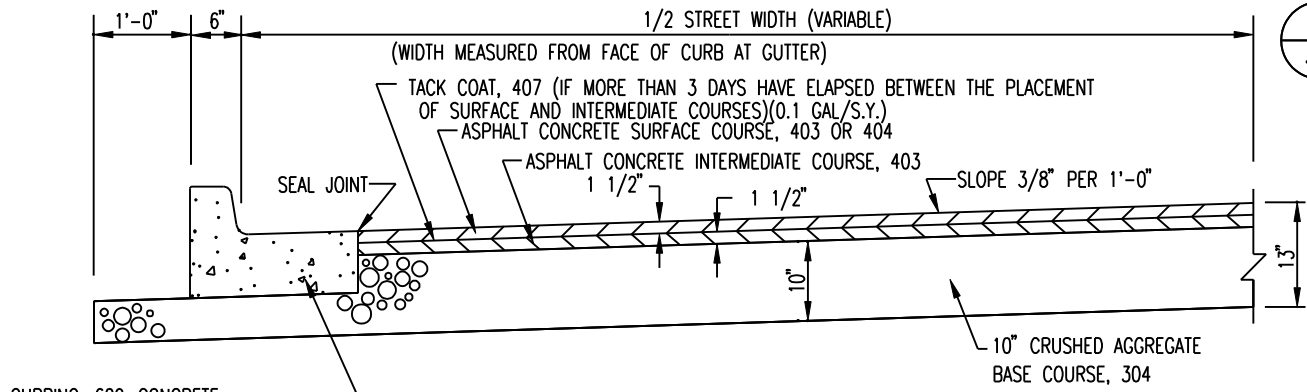 1'-0"
6"
1/2 STREET WIDTH (VARIABLE)
(WIDTH MEASURED FROM FACE OF CURB AT GUTTER)
TACK COAT, 407 (IF MORE THAN 3 DAYS HAVE ELAPSED BETWEEN THE PLACEMENT
OF SURFACE AND INTERMEDIATE COURSES)(0.1 GAL/S.Y.)
ASPHALT CONCRETE SURFACE COURSE, 403 OR 404
ASPHALT CONCRETE INTERMEDIATE COURSE, 403
SEAL JOINT
1 1/2"
1 1/2"
SLOPE 3/8" PER 1'-0"
10"
13"
10" CRUSHED AGGREGATE
BASE COURSE, 304